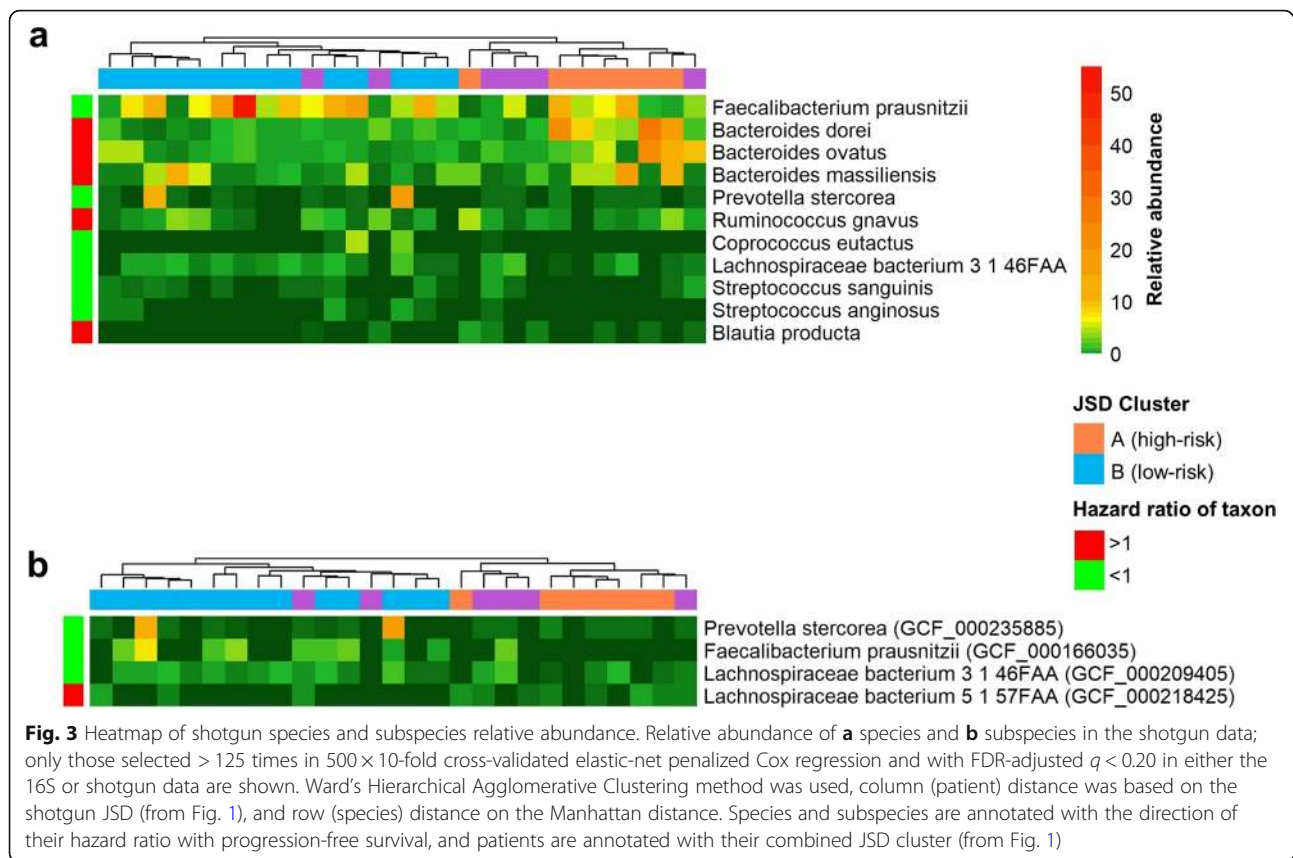 a
Faecalibacterium prausnitzii
Bacteroides dorei
Bacteroides ovatus
Bacteroides massiliensis
Prevotella stercorea
Ruminococcus gnavus
Coprococcus eutactus
Lachnospiraceae bacterium 3 1 46FAA
Streptococcus sanguinis
Streptococcus anginosus
Blautia producta
50
40
30
20
10
0
Relative abundance
JSD Cluster
A (high-risk)
B (low-risk)
Hazard ratio of taxon
>1
<1
b
Prevotella stercorea (GCF_000235885)
Faecalibacterium prausnitzii (GCF_000166035)
Lachnospiraceae bacterium 3 1 46FAA (GCF_000209405)
Lachnospiraceae bacterium 5 1 57FAA (GCF_000218425)
Fig. 3 Heatmap of shotgun species and subspecies relative abundance. Relative abundance of a species and b subspecies in the shotgun data;
only those selected > 125 times in 500 × 10-fold cross-validated elastic-net penalized Cox regression and with FDR-adjusted q < 0.20 in either the
16S or shotgun data are shown. Ward's Hierarchical Agglomerative Clustering method was used, column (patient) distance was based on the
shotgun JSD (from Fig. 1), and row (species) distance on the Manhattan distance. Species and subspecies are annotated with the direction of
their hazard ratio with progression-free survival, and patients are annotated with their combined JSD cluster (from Fig. 1)